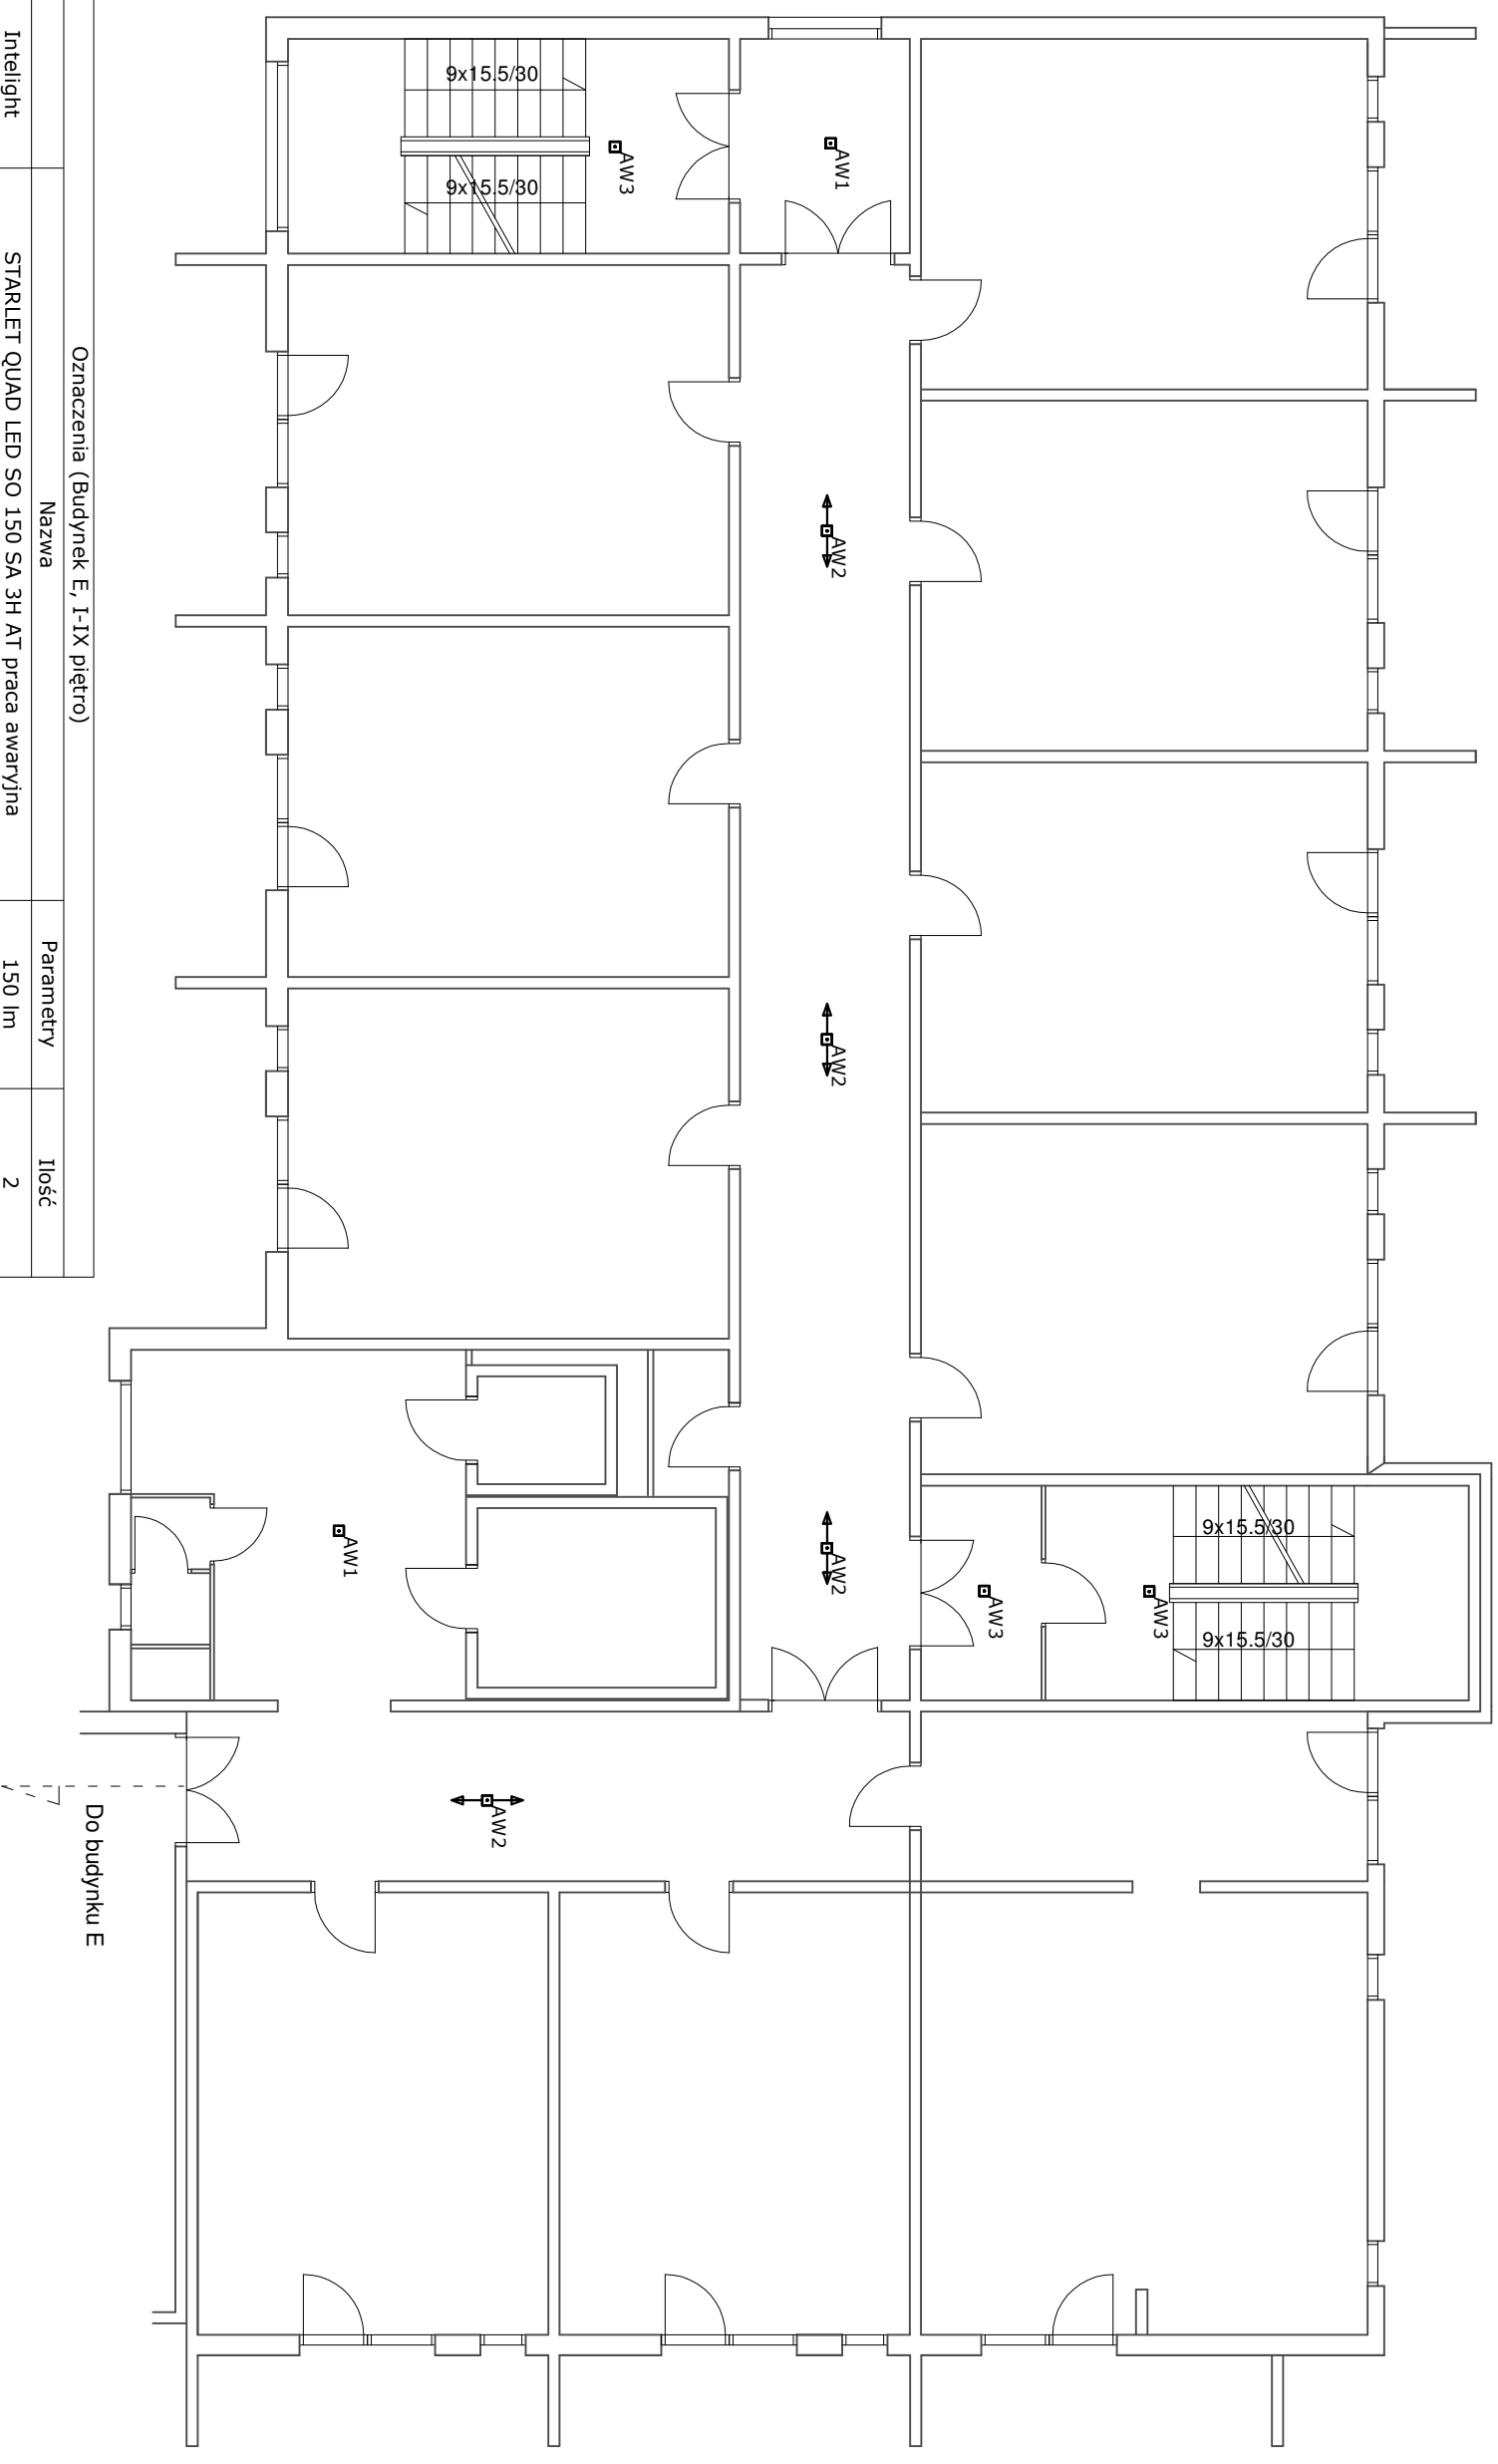 9x15.5/30
9x15.5/30
AW3
AW1
AW2
AW2
AW2
AW1
AW3
AW3
9x15.5/30
9x15.5/30
AW2
Do budynku E
Oznaczenia (Budynek E, I-IX piętro)
Nazwa Parametry Ilość
Intelight STARLET QUAD LED SO 150 SA 3H AT praca awaryjna 150 lm 2